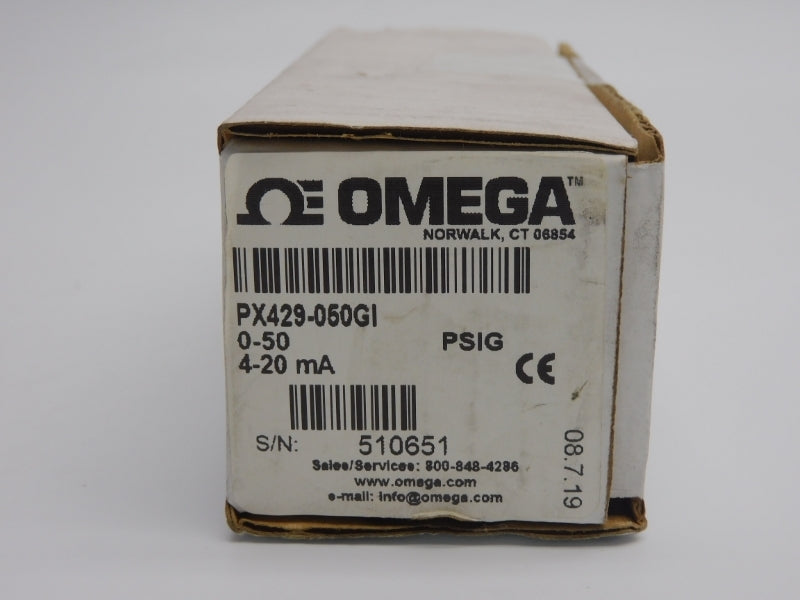 ΩE OMEGA™
NORWALK, CT 06854
PX429-050GI
0-50 PSIG
4-20 mA
CE
S/N: 510651
Sales/Services: 800-848-4286
www.omega.com
e-mail: info@omega.com
08.7.19